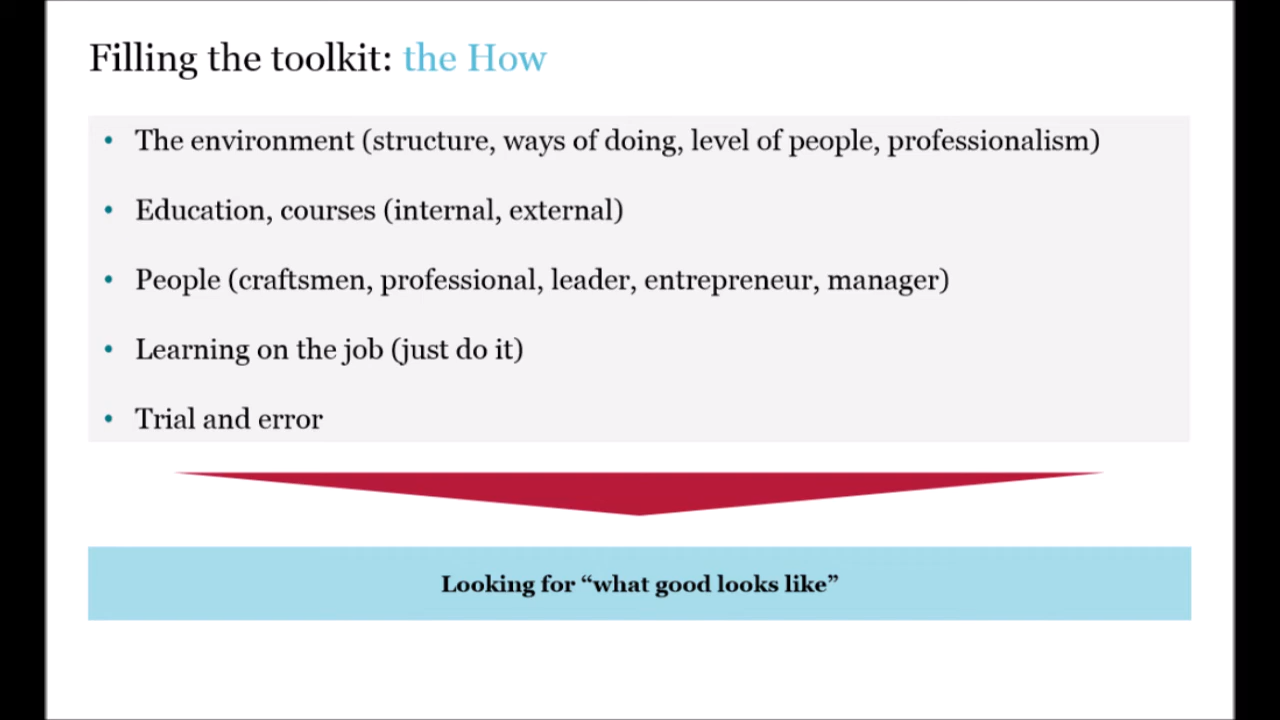 Filling the toolkit: the How
• The environment (structure, ways of doing, level of people, professionalism)
• Education, courses (internal, external)
• People (craftsmen, professional, leader, entrepreneur, manager)
• Learning on the job (just do it)
• Trial and error
Looking for “what good looks like”